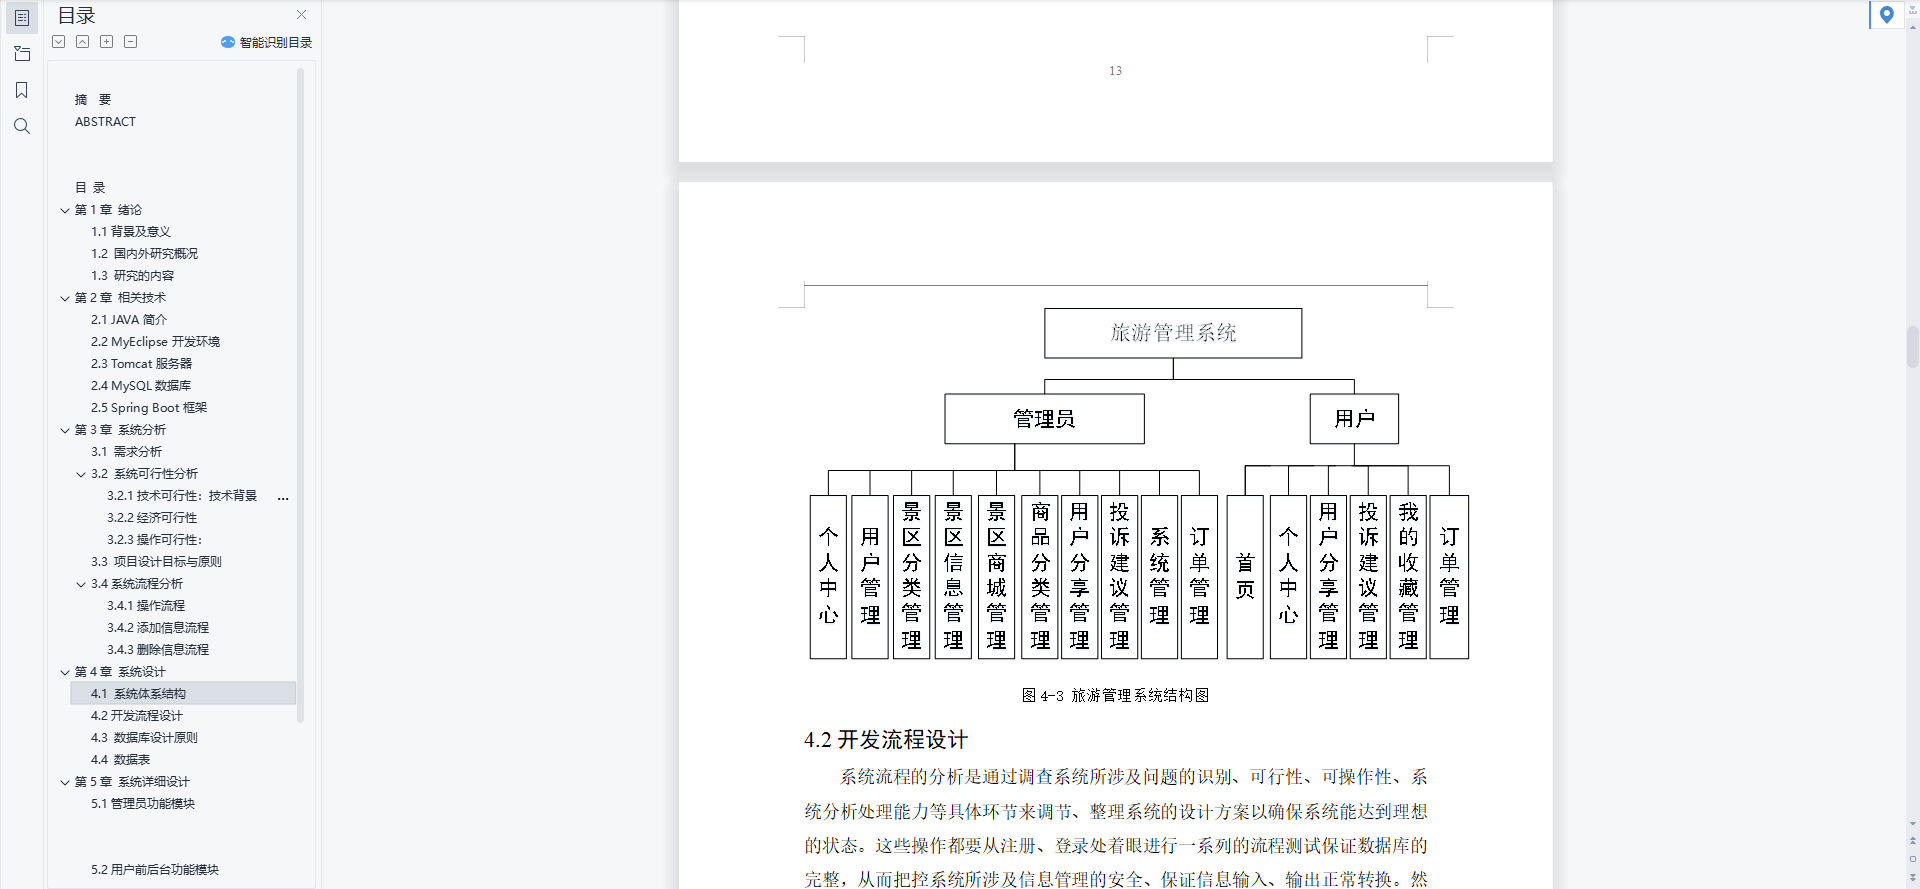 目录
智能识别目录
摘 要
ABSTRACT
目 录
第 1 章 绪论
1.1 背景及意义
1.2 国内外研究概况
1.3 研究的内容
第 2 章 相关技术
2.1 JAVA 简介
2.2 MyEclipse 开发环境
2.3 Tomcat 服务器
2.4 MySQL 数据库
2.5 Spring Boot 框架
第 3 章 系统分析
3.1 需求分析
3.2 系统可行性分析
3.2.1 技术可行性：技术背景 ...
3.2.2 经济可行性
3.2.3 操作可行性：
3.3 项目设计目标与原则
3.4 系统流程分析
3.4.1 操作流程
3.4.2 添加信息流程
3.4.3 删除信息流程
第 4 章 系统设计
4.1 系统体系结构
4.2 开发流程设计
4.3 数据库设计原则
4.4 数据表
第 5 章 系统详细设计
5.1 管理员功能模块
5.2 用户前后台功能模块
13
旅游管理系统
管理员
用户
个人中心
用户管理
景区分类管理
景区信息管理
景区商城管理
商品分类管理
用户分享管理
投诉建议管理
系统管理
订单管理
首页
个人中心
用户分享管理
投诉建议管理
我的收藏管理
订单管理
图 4-3 旅游管理系统结构图
4.2 开发流程设计
系统流程的分析是通过调查系统所涉及问题的识别、可行性、可操作性、系
统分析处理能力等具体环节来调节、整理系统的设计方案以确保系统能达到理想
的状态。这些操作都要从注册、登录处着眼进行一系列的流程测试保证数据库的
完整，从而把控系统所涉及信息管理的安全、保证信息输入、输出正常转换。然